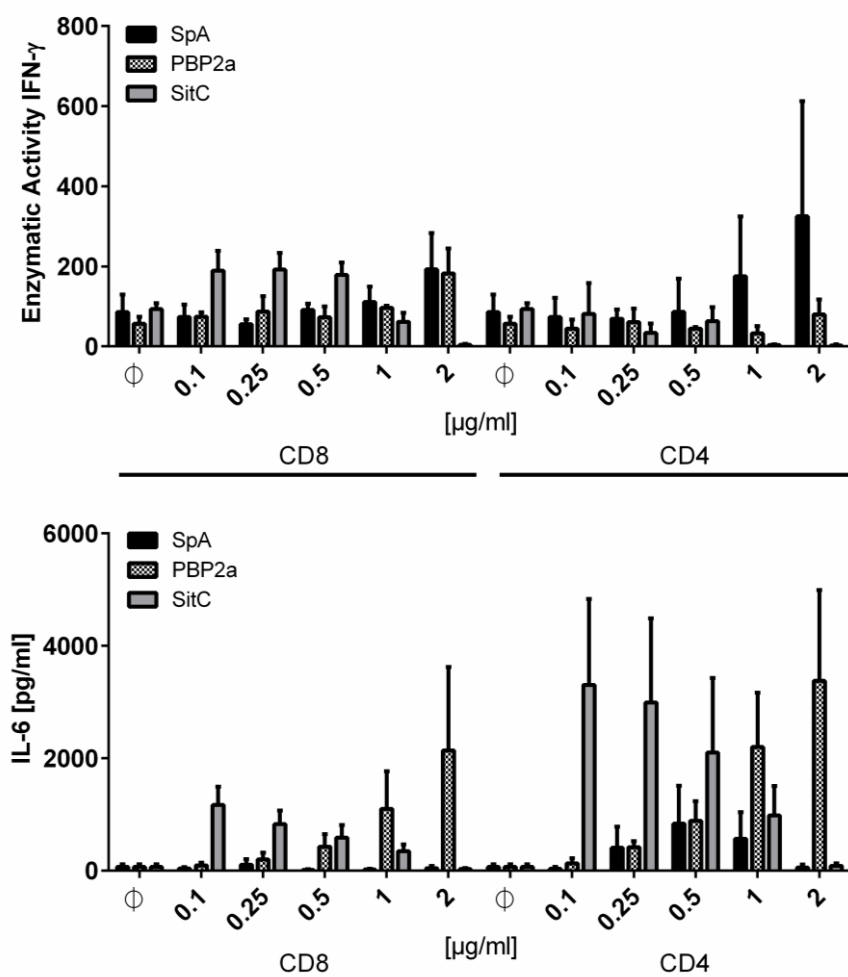 Enzymatic Activity IFN-γ
800
600
400
200
0
SpA
PBP2a
SitC
Φ 0.1 0.25 0.5 1 2 Φ 0.1 0.25 0.5 1 2
[µg/ml]
CD8 CD4
IL-6 [pg/ml]
6000
4000
2000
0
SpA
PBP2a
SitC
Φ 0.1 0.25 0.5 1 2 Φ 0.1 0.25 0.5 1 2
[µg/ml]
CD8 CD4